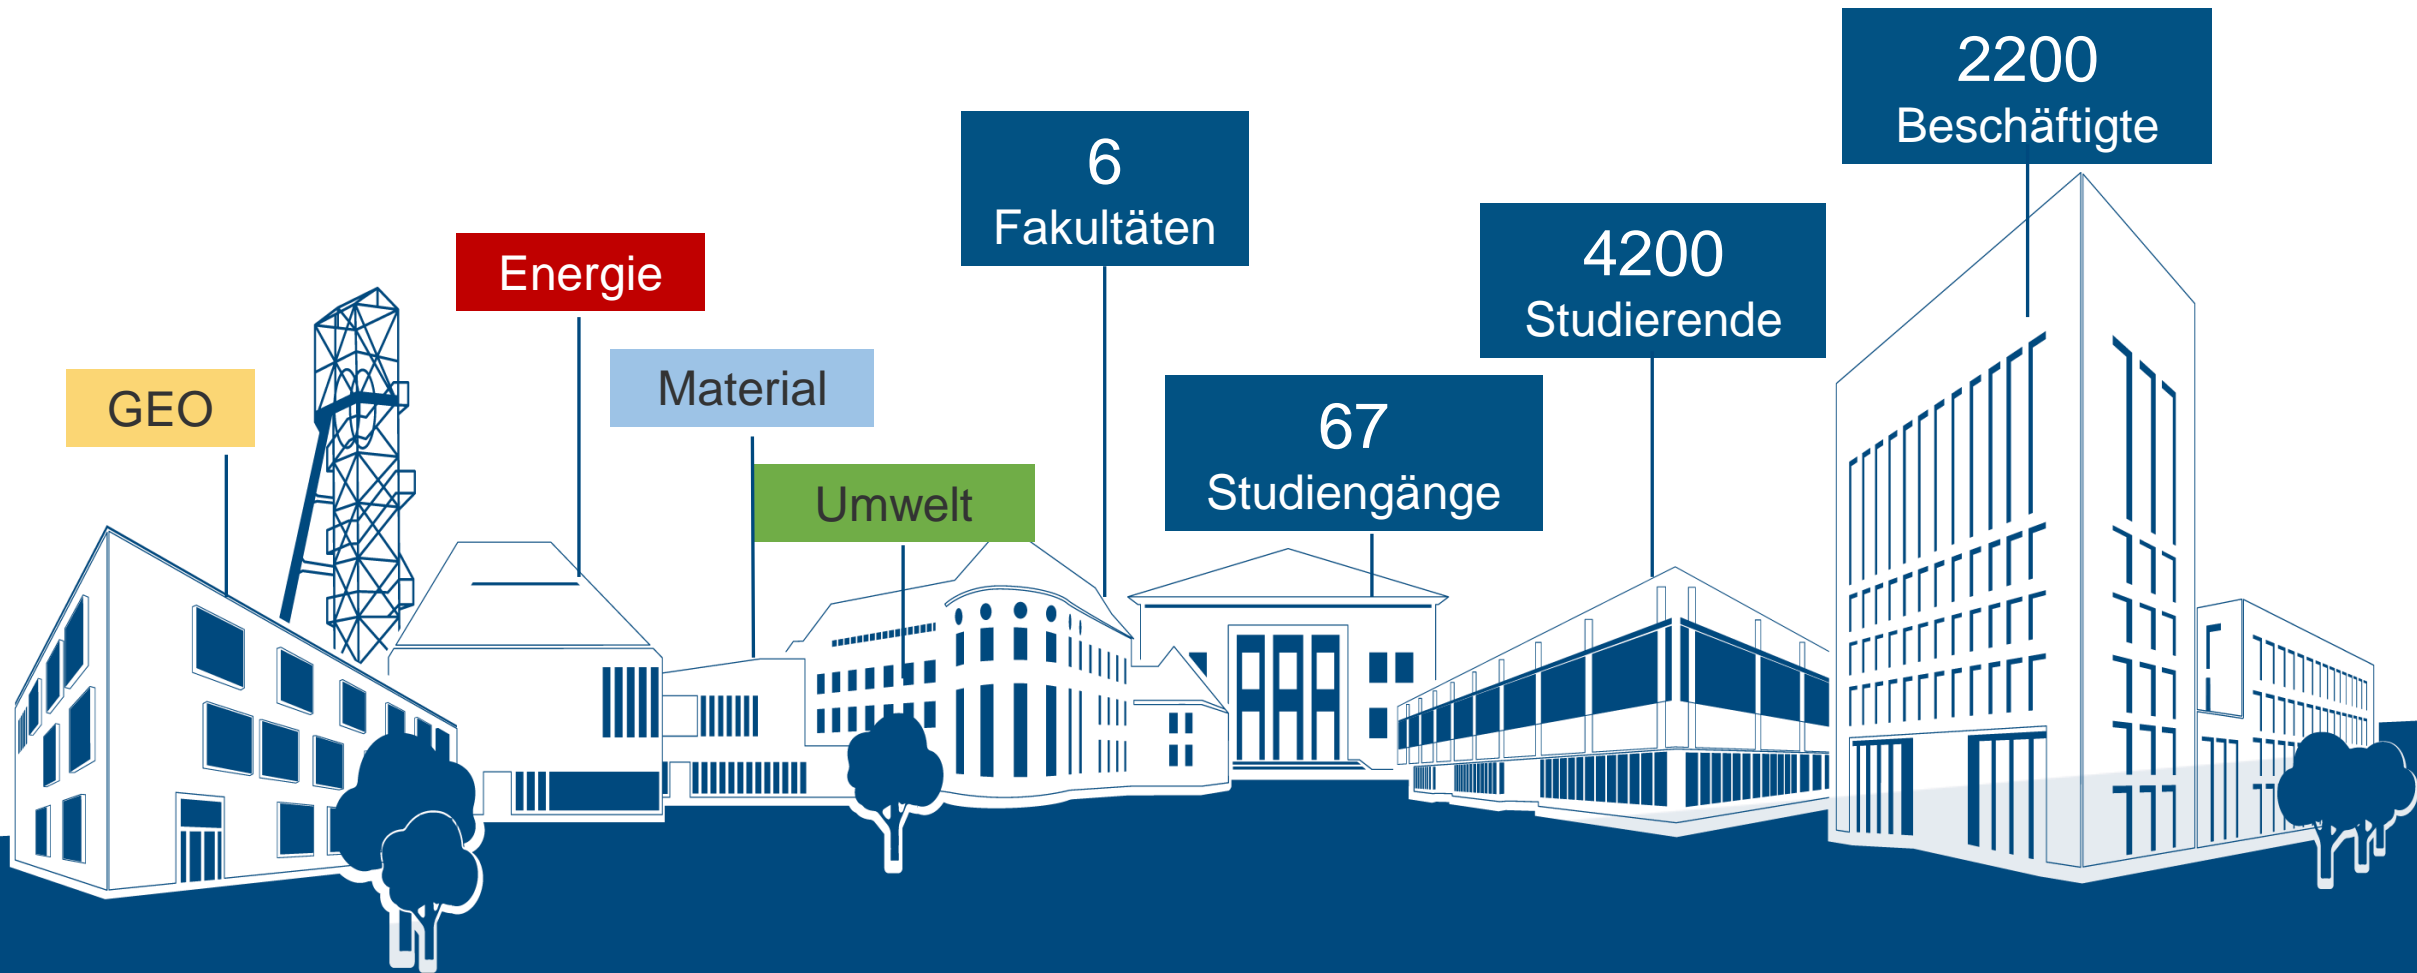 GEO
Energie
Material
Umwelt
6
Fakultäten
67
Studiengänge
4200
Studierende
2200
Beschäftigte